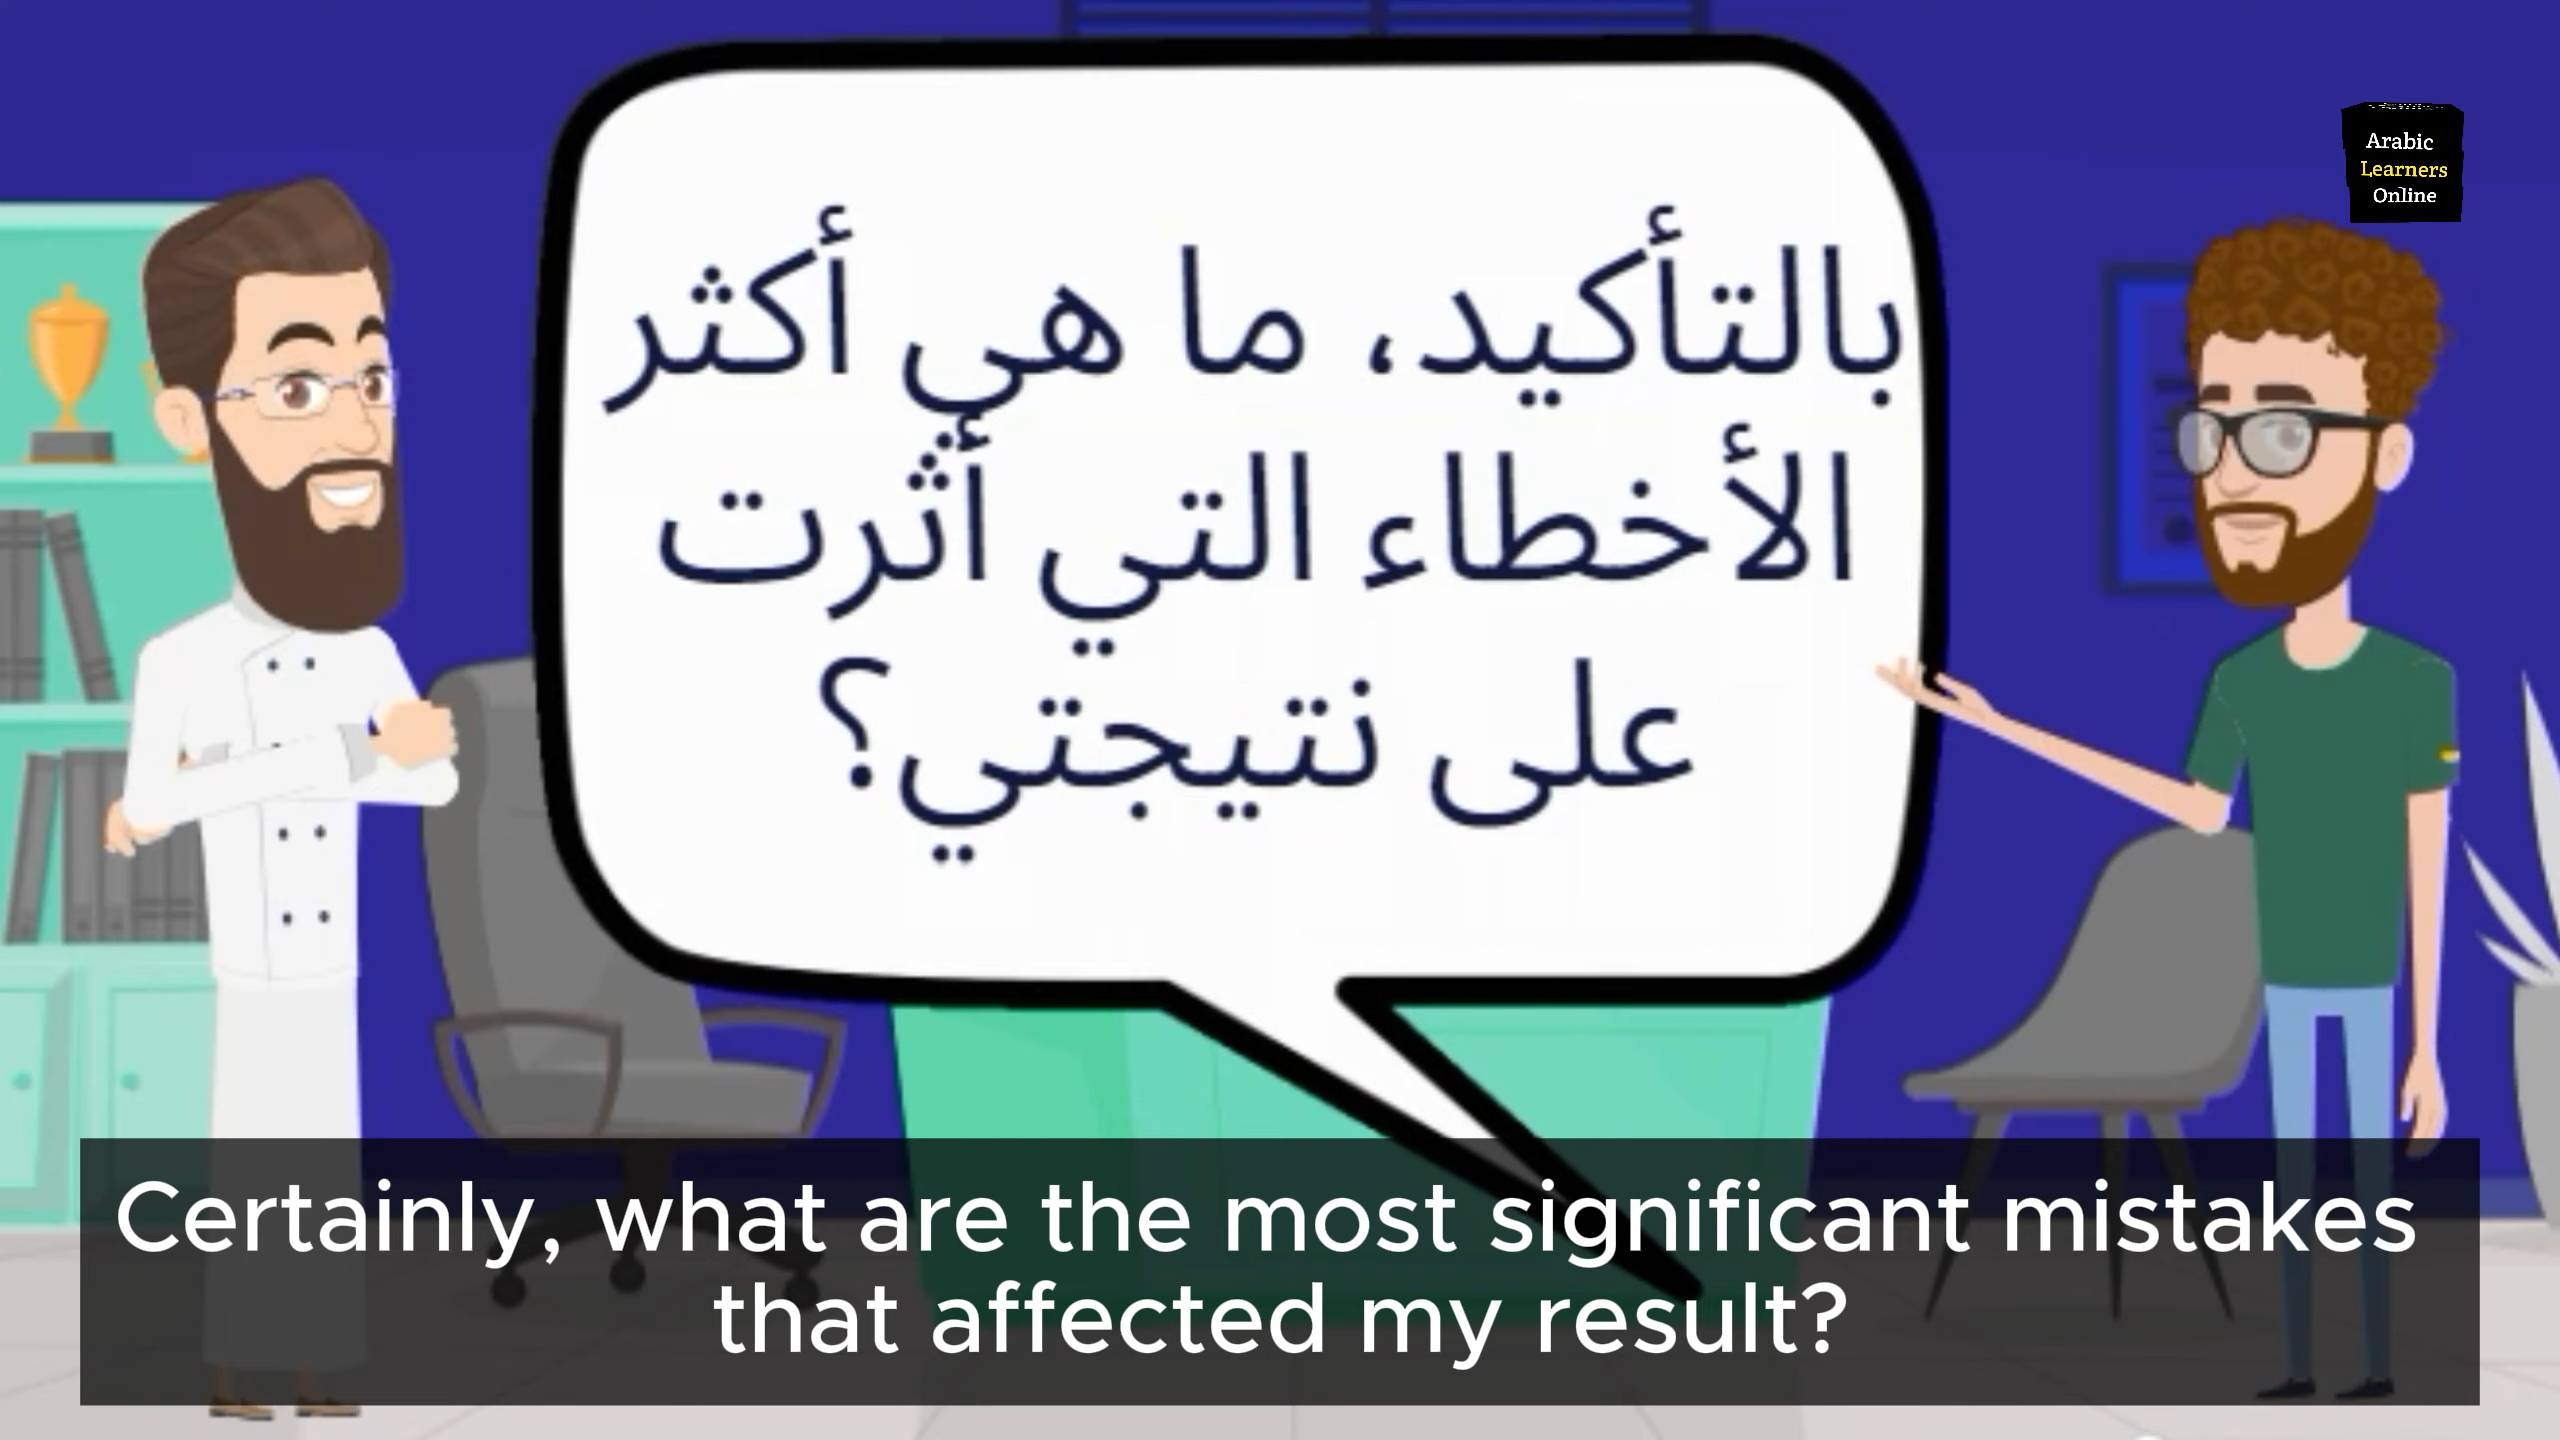 Arabic
Learners
Online
بالتأكيد، ما هي أكثر
الأخطاء التي أثرت
على نتيجتي؟
Certainly, what are the most significant mistakes
that affected my result?